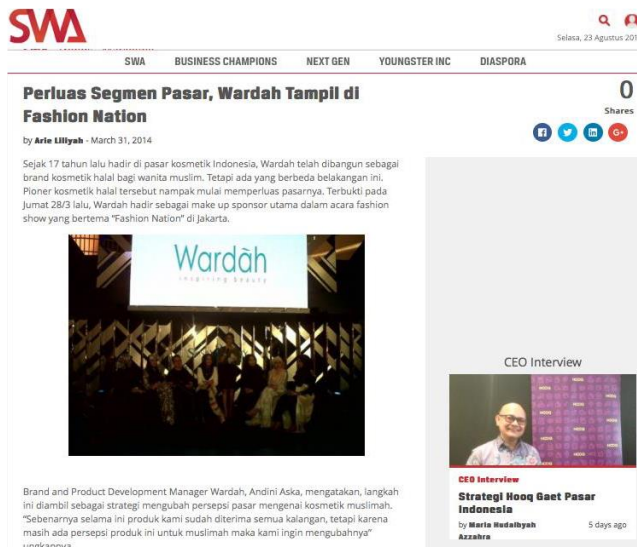 SWA
Selasa, 23 Agustus 201
SWA BUSINESS CHAMPIONS NEXT GEN YOUNGSTER INC DIASPORA
Perluas Segmen Pasar, Wardah Tampil di
Fashion Nation
by Arie Liliyah - March 31, 2014
0
Shares
Sejak 17 tahun lalu hadir di pasar kosmetik Indonesia, Wardah telah dibangun sebagai
brand kosmetik halal bagi wanita muslim. Tetapi ada yang berbeda belakangan ini.
Pioner kosmetik halal tersebut nampak mulai memperluas pasarnya. Terbukti pada
Jumat 28/3 lalu, Wardah hadir sebagai make up sponsor utama dalam acara fashion
show yang bertema “Fashion Nation” di Jakarta.
Wardàh
inspiring beauty
Brand and Product Development Manager Wardah, Andini Aska, mengatakan, langkah
ini diambil sebagai strategi mengubah persepsi pasar mengenai kosmetik muslimah.
“Sebenarnya selama ini produk kami sudah diterima semua kalangan, tetapi karena
masih ada persepsi produk ini untuk muslimah maka kami ingin mengubahnya”
ungkapnya
CEO Interview
CEO Interview
Strategi Hooq Gaet Pasar
Indonesia
by Maria Hudaibyah
Azzahra
5 days ago